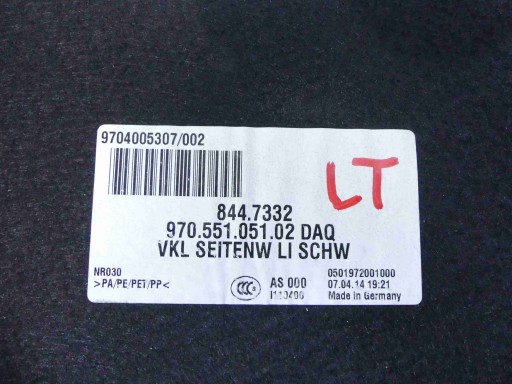 9704005307/002
LT
844.7332
970.551.051.02 DAQ
VKL SEITENW LI SCHW
NR030
>PA/PE/PET/PP<
CCC S
AS 000
I110406
0501972001000
07.04.14 19:21
Made in Germany